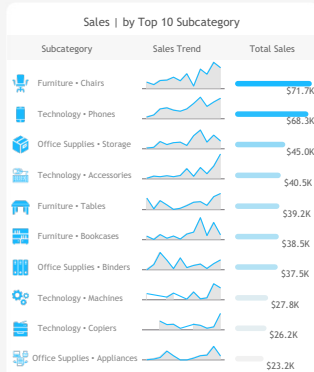 Sales | by Top 10 Subcategory
Subcategory Sales Trend Total Sales
Furniture • Chairs $71.7K
Technology • Phones $68.3K
Office Supplies • Storage $45.0K
Technology • Accessories $40.5K
Furniture • Tables $39.2K
Furniture • Bookcases $38.5K
Office Supplies • Binders $37.5K
Technology • Machines $27.8K
Technology • Copiers $26.2K
Office Supplies • Appliances $23.2K